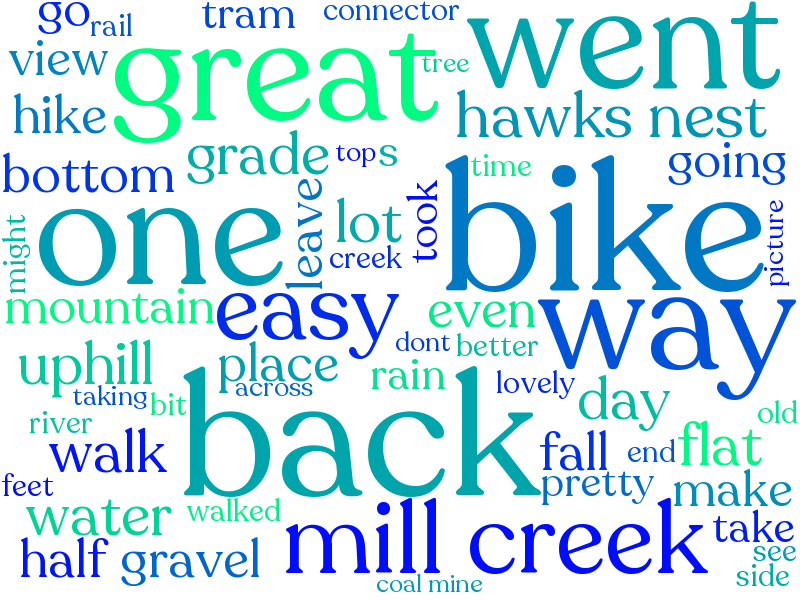 go
rail
tram
connector
went
view
great
tree
hike
hawks nest
bottom
grade
top
s
time
going
one
leave
lot
took
bike
picture
might
creek
mountain
easy
even
way
dont
better
uphill
place
rain
lovely
day
taking
across
bit
back
old
river
walk
fall
end
flat
feet
pretty
make
water
walked
mill creek
take
half
gravel
see
side
coal mine